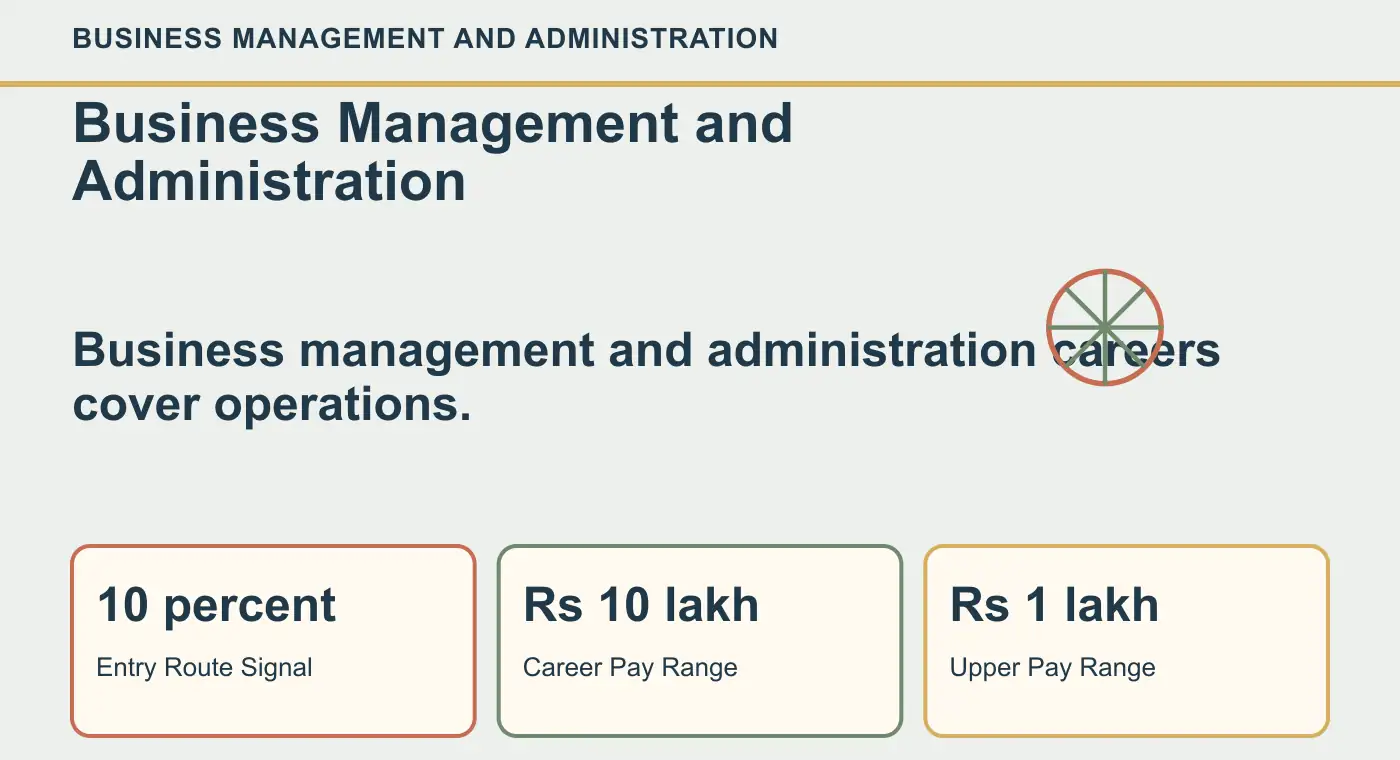 BUSINESS MANAGEMENT AND ADMINISTRATION
Business Management and
Administration
Business management and administration careers
cover operations.
10 percent
Entry Route Signal
Rs 10 lakh
Career Pay Range
Rs 1 lakh
Upper Pay Range